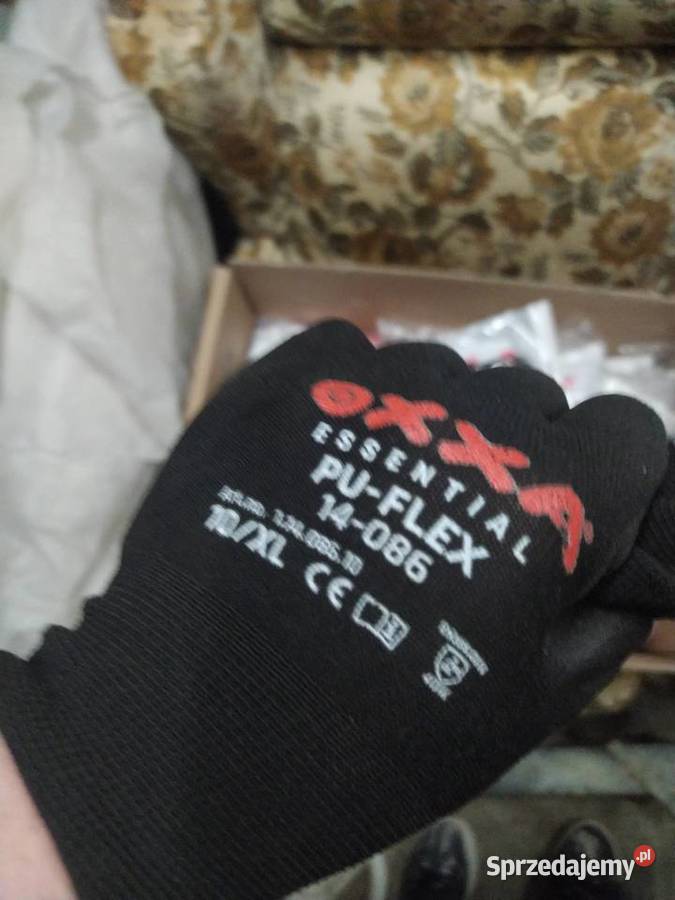 OXXA
ESSENTIAL
PU-FLEX
14-086
10/XL
CE
Sprzedajemy.pl